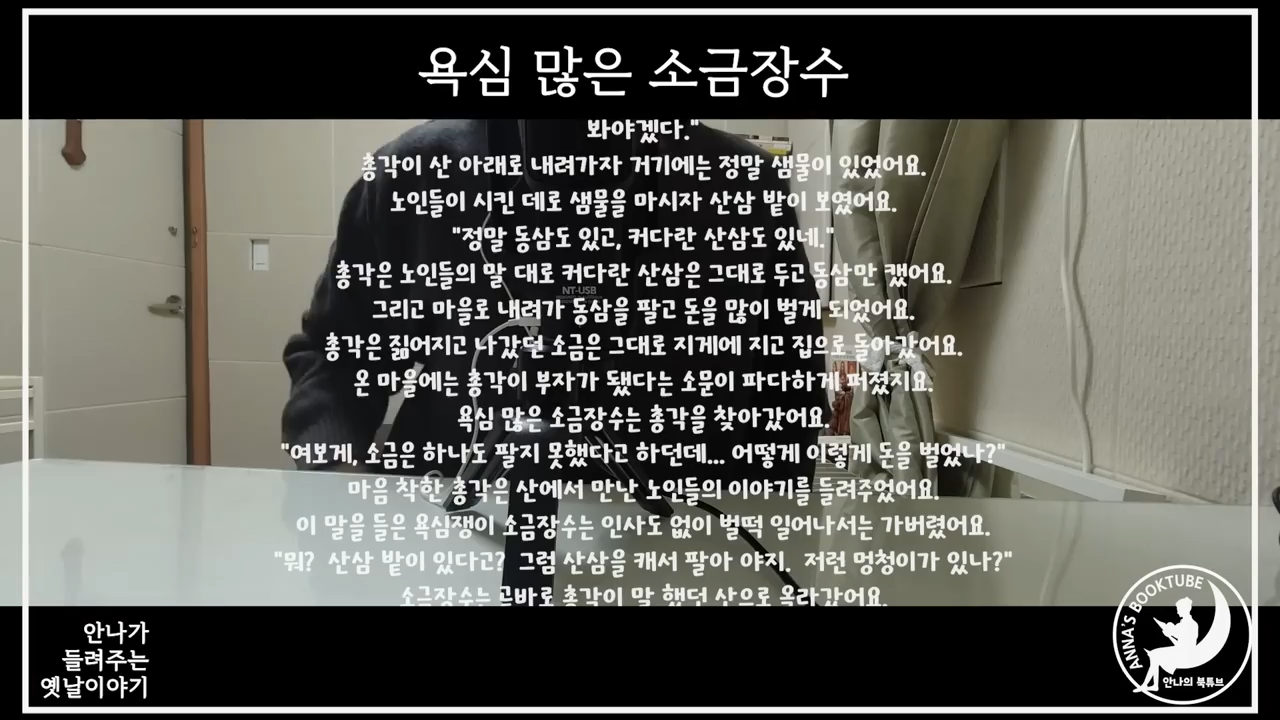 욕심 많은 소금장수
봐야겠다."
총각이 산 아래로 내려가자 거기에는 정말 샘물이 있었어요.
노인들이 시킨 데로 샘물을 마시자 산삼 밭이 보였어요.
"정말 동삼도 있고, 커다란 산삼도 있네."
총각은 노인들의 말 대로 커다란 산삼은 그대로 두고 동삼만 캤어요.
그리고 마을로 내려가 동삼을 팔고 돈을 많이 벌게 되었어요.
총각은 짊어지고 나갔던 소금은 그대로 지게에 지고 집으로 돌아갔어요.
온 마을에는 총각이 부자가 됐다는 소문이 파다하게 퍼졌지요.
욕심 많은 소금장수는 총각을 찾아갔어요.
"여보게, 소금은 하나도 팔지 못했다고 하던데... 어떻게 이렇게 돈을 벌었나?"
마음 착한 총각은 산에서 만난 노인들의 이야기를 들려주었어요.
이 말을 들은 욕심쟁이 소금장수는 인사도 없이 벌떡 일어나서는 가버렸어요.
"뭐? 산삼 밭이 있다고? 그럼 산삼을 캐서 팔아 야지. 저런 멍청이가 있나?"
소금장수는 곧바로 총각이 말 했던 산으로 올라갔어요.
NT-USB
안나가
들려주는
옛날이야기
ANNA'S BOOKTUBE
안나의 북튜브